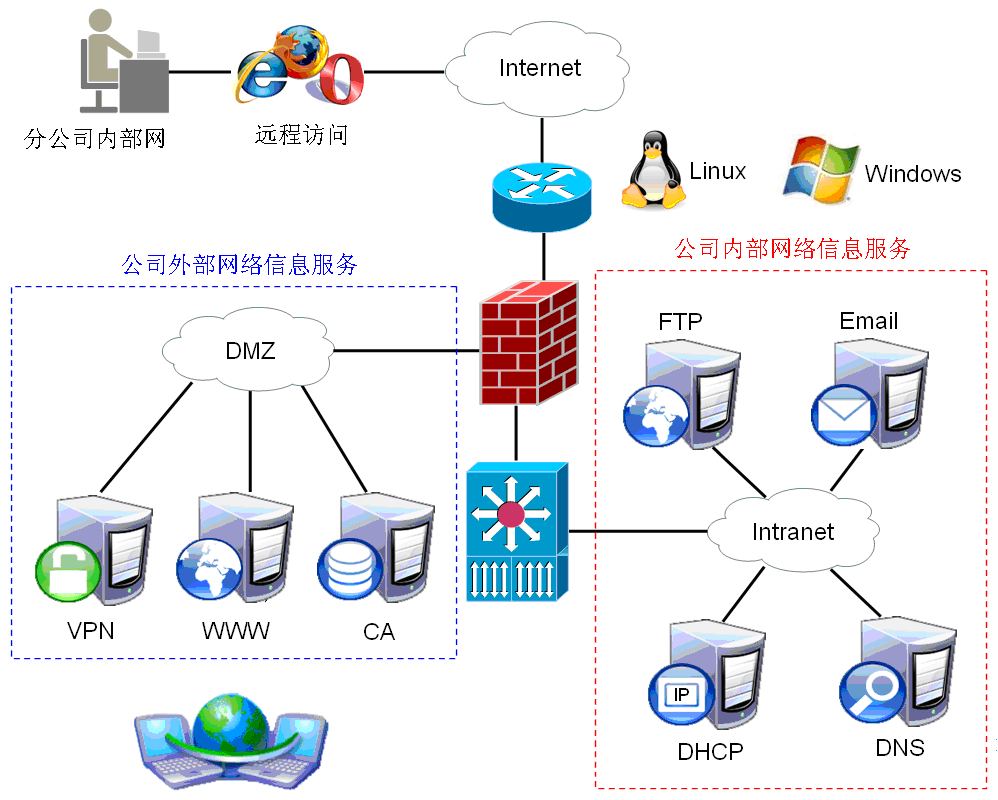 Internet
分公司内部网
远程访问
Linux
Windows
公司外部网络信息服务
公司内部网络信息服务
DMZ
FTP
Email
VPN
WWW
CA
Intranet
IP
DHCP
DNS